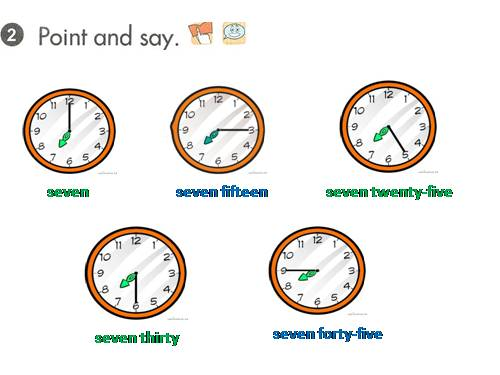 2 Point and say.
seven
seven fifteen
seven twenty-five
seven thirty
seven forty-five